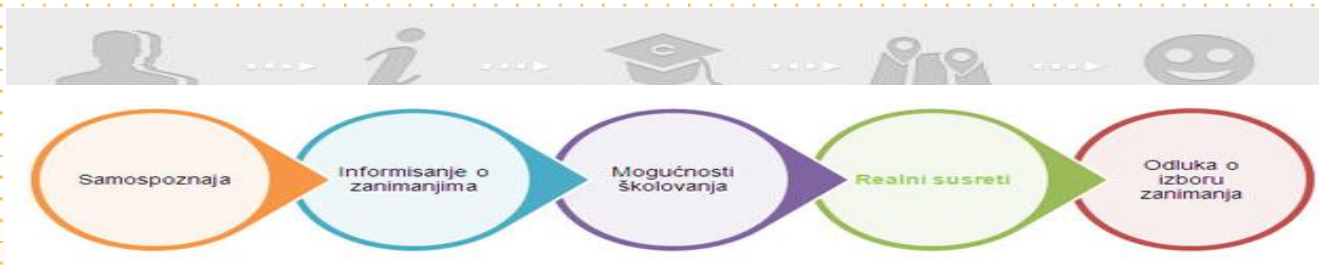 Samospoznaja
Informisanje o
zanimanjima
Mogućnosti
školovanja
Realni susreti
Odluka o
izboru
zanimanja